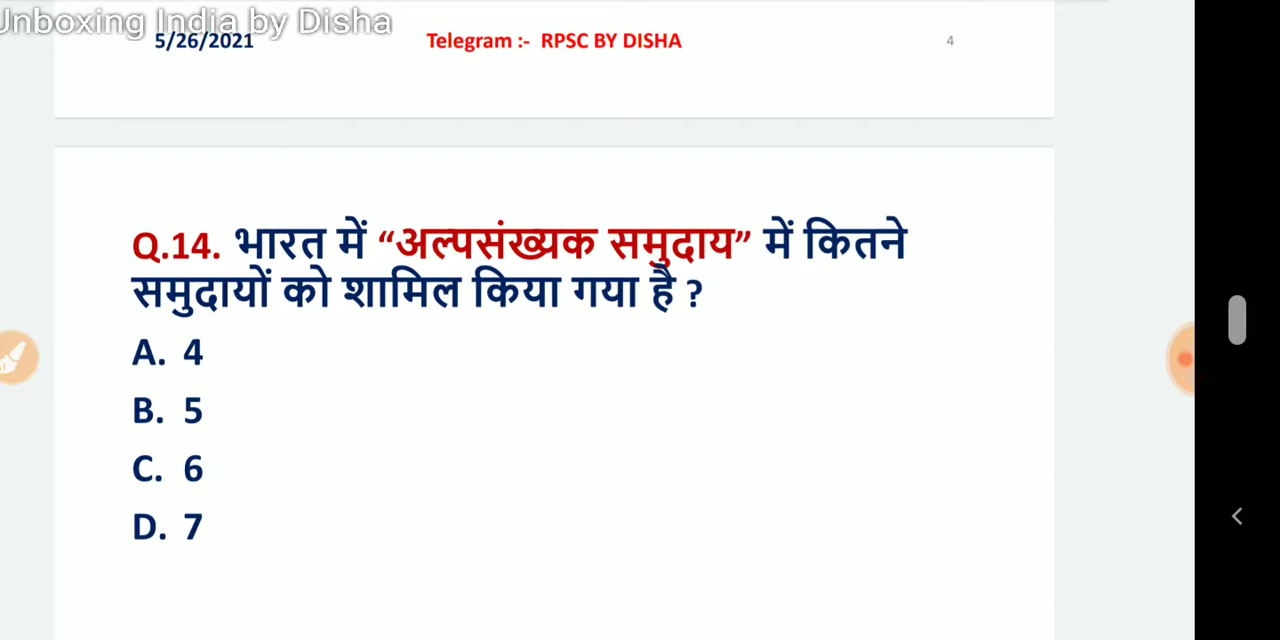 Unboxing India by Disha
5/26/2021 Telegram :- RPSC BY DISHA 4
Q.14. भारत में “अल्पसंख्यक समुदाय” में कितने
समुदायों को शामिल किया गया है ?
A. 4
B. 5
C. 6
D. 7